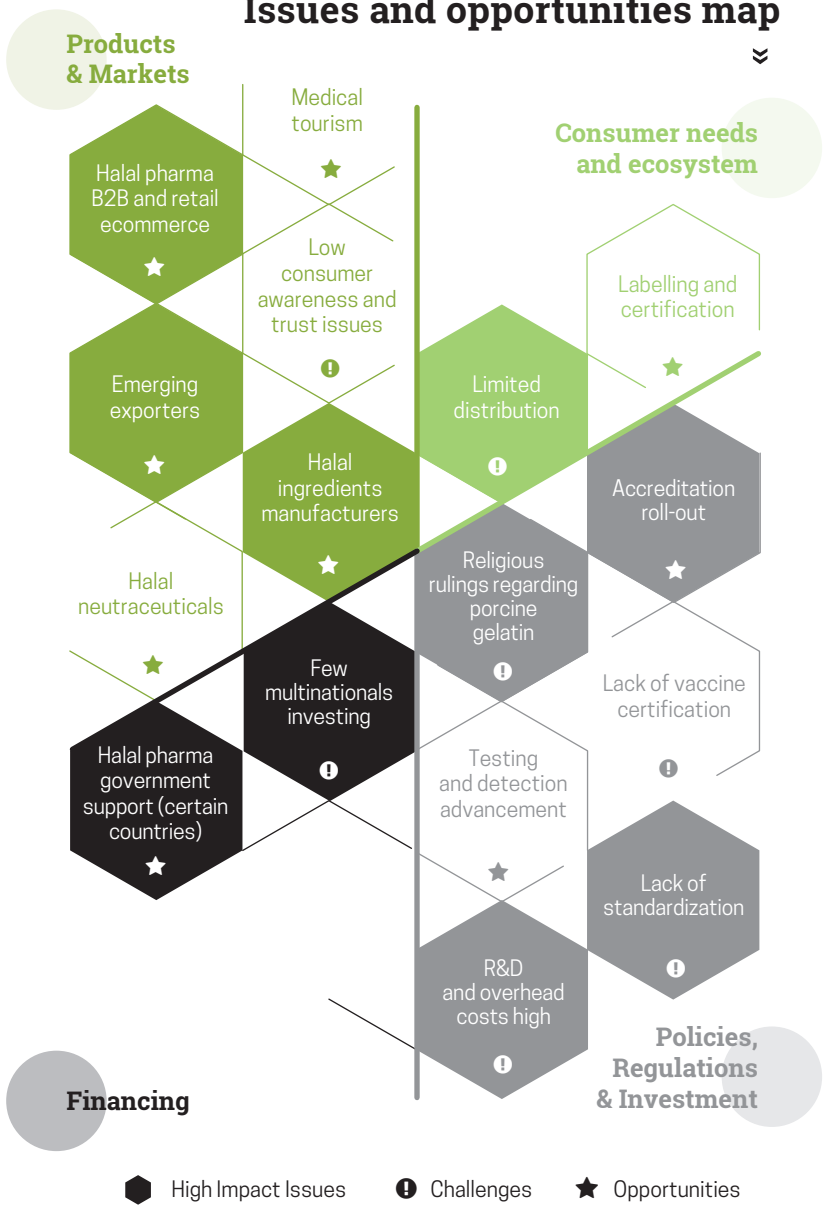 Issues and opportunities map
Products
& Markets
Medical
tourism
Consumer needs
and ecosystem
Halal pharma
B2B and retail
ecommerce
Low
consumer
awareness and
trust issues
Labelling and
certification
Emerging
exporters
Limited
distribution
Halal
ingredients
manufacturers
Accreditation
roll-out
Halal
neutraceuticals
Religious
rulings regarding
porcine
gelatin
Few
multinationals
investing
Lack of vaccine
certification
Halal pharma
government
support (certain
countries)
Testing
and detection
advancement
Lack of
standardization
R&D
and overhead
costs high
Policies,
Regulations
& Investment
Financing
High Impact Issues
Challenges
Opportunities